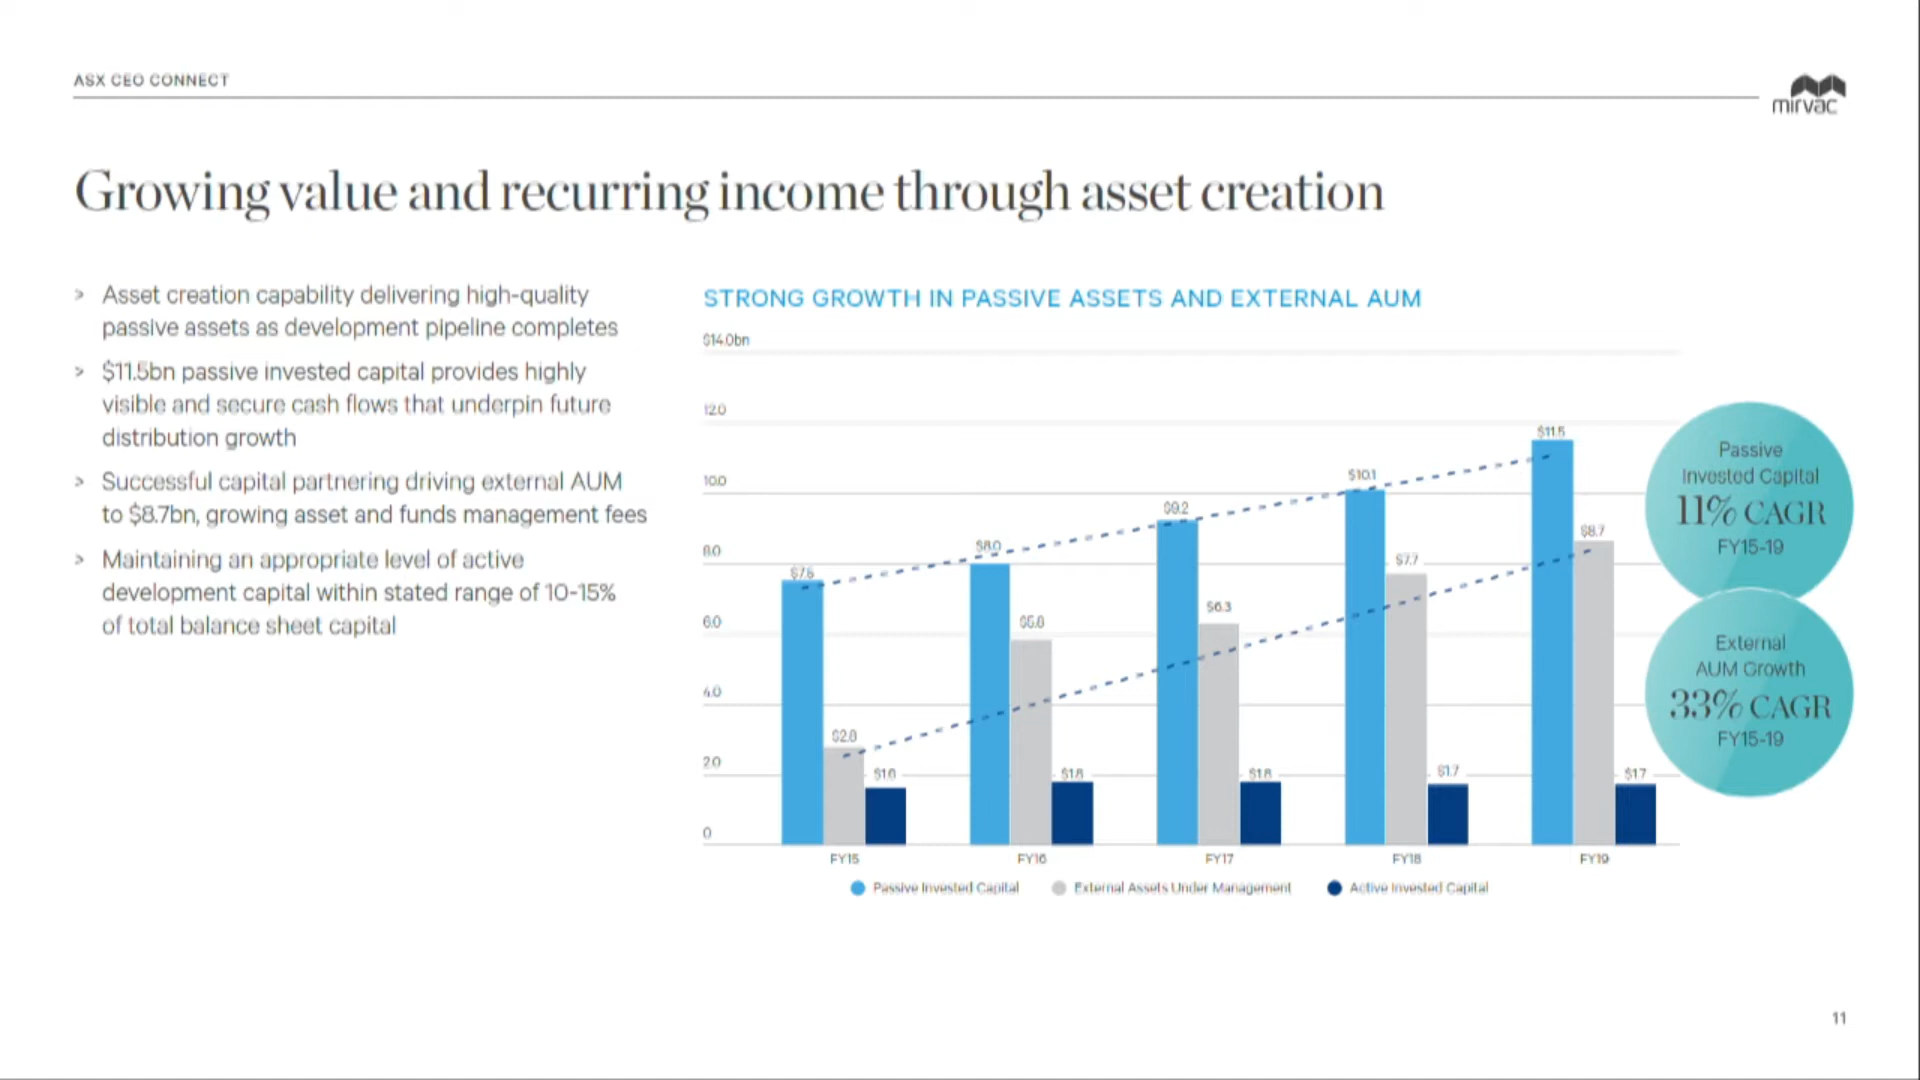 ASX CEO CONNECT
mirvac
Growing value and recurring income through asset creation
> Asset creation capability delivering high-quality
passive assets as development pipeline completes
> $11.5bn passive invested capital provides highly
visible and secure cash flows that underpin future
distribution growth
> Successful capital partnering driving external AUM
to $8.7bn, growing asset and funds management fees
> Maintaining an appropriate level of active
development capital within stated range of 10-15%
of total balance sheet capital
STRONG GROWTH IN PASSIVE ASSETS AND EXTERNAL AUM
$14.0bn
12.0
10.0
8.0
6.0
4.0
2.0
0
$2.8
$1.6
$8.0
$5.8
$1.8
$9.2
$6.3
$1.8
$10.1
$7.7
$1.7
$11.5
$8.7
$1.7
FY15
FY16
FY17
FY18
FY19
Passive Invested Capital
External Assets Under Management
Active Invested Capital
Passive
Invested Capital
11% CAGR
FY15-19
External
AUM Growth
33% CAGR
FY15-19
11